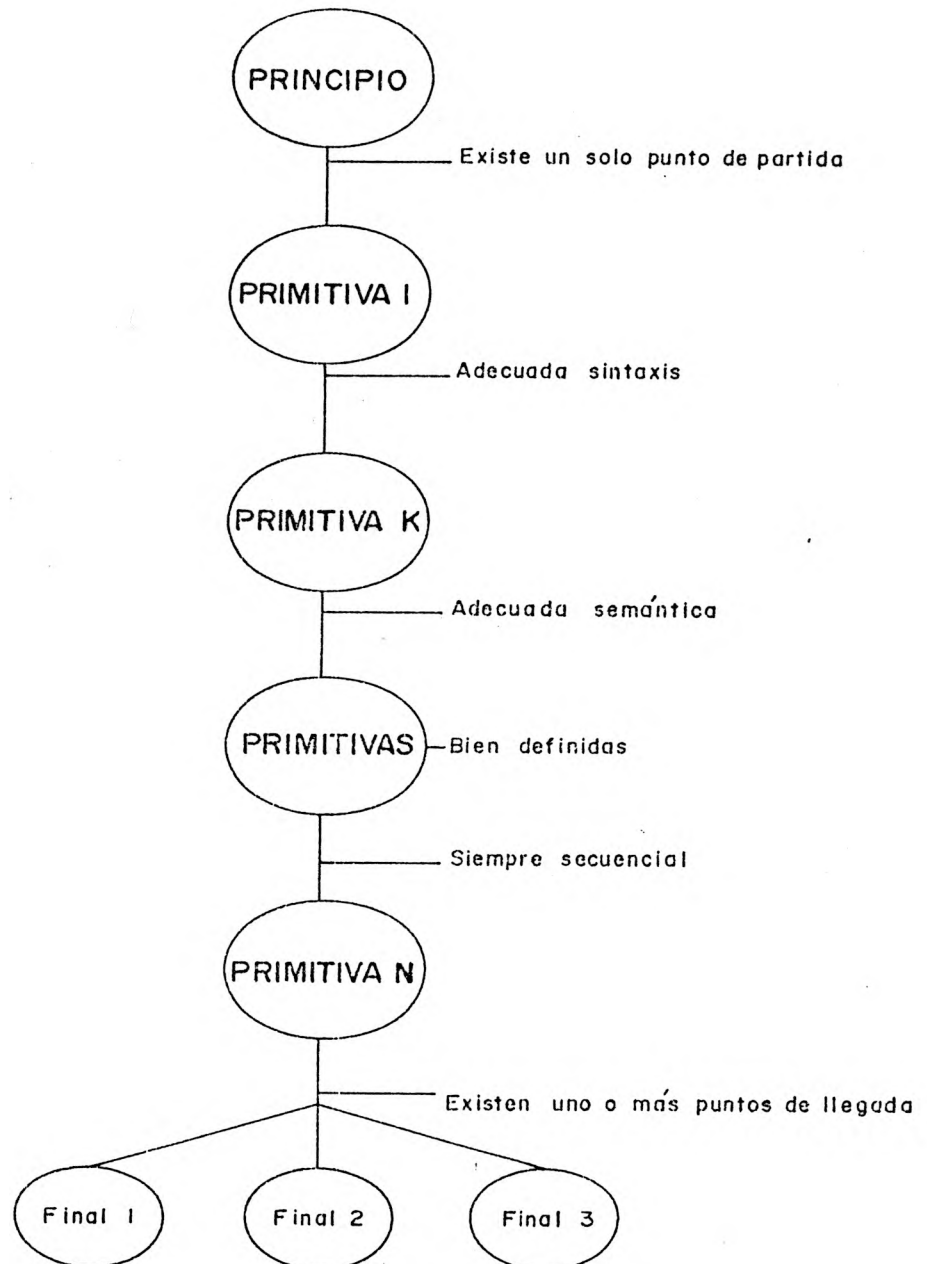 PRINCIPIO
Existe un solo punto de partida
PRIMITIVA I
Adecuada sintaxis
PRIMITIVA K
Adecuada semántica
PRIMITIVAS
Bien definidas
Siempre secuencial
PRIMITIVA N
Existen uno o más puntos de llegada
Final 1
Final 2
Final 3